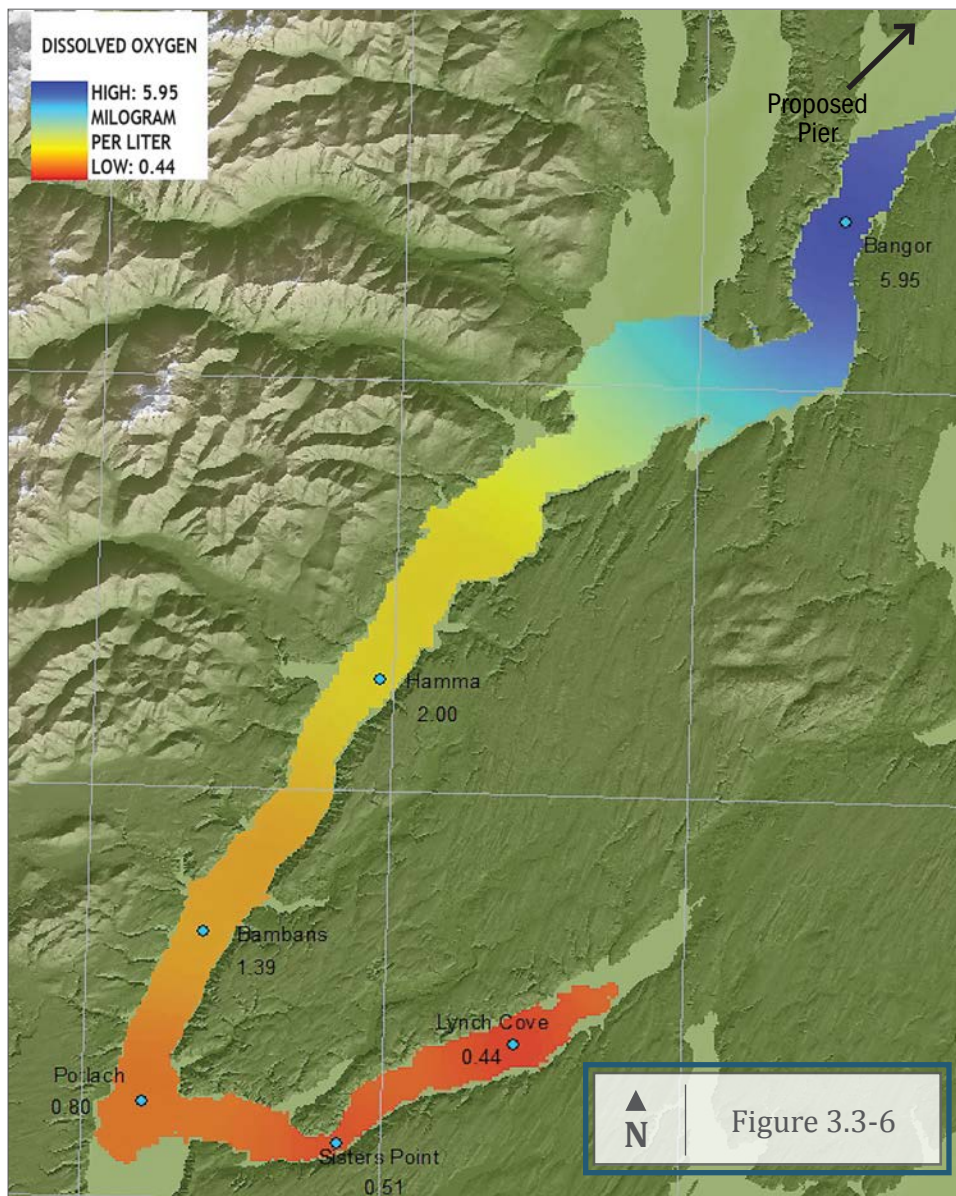 DISSOLVED OXYGEN
HIGH: 5.95
MILOGRAM
PER LITER
LOW: 0.44
Proposed
Pier
Bangor
5.95
Hamma
2.00
Bambans
1.39
Lynch Cove
0.44
Potlach
0.80
Sisters Point
0.51
N
Figure 3.3-6